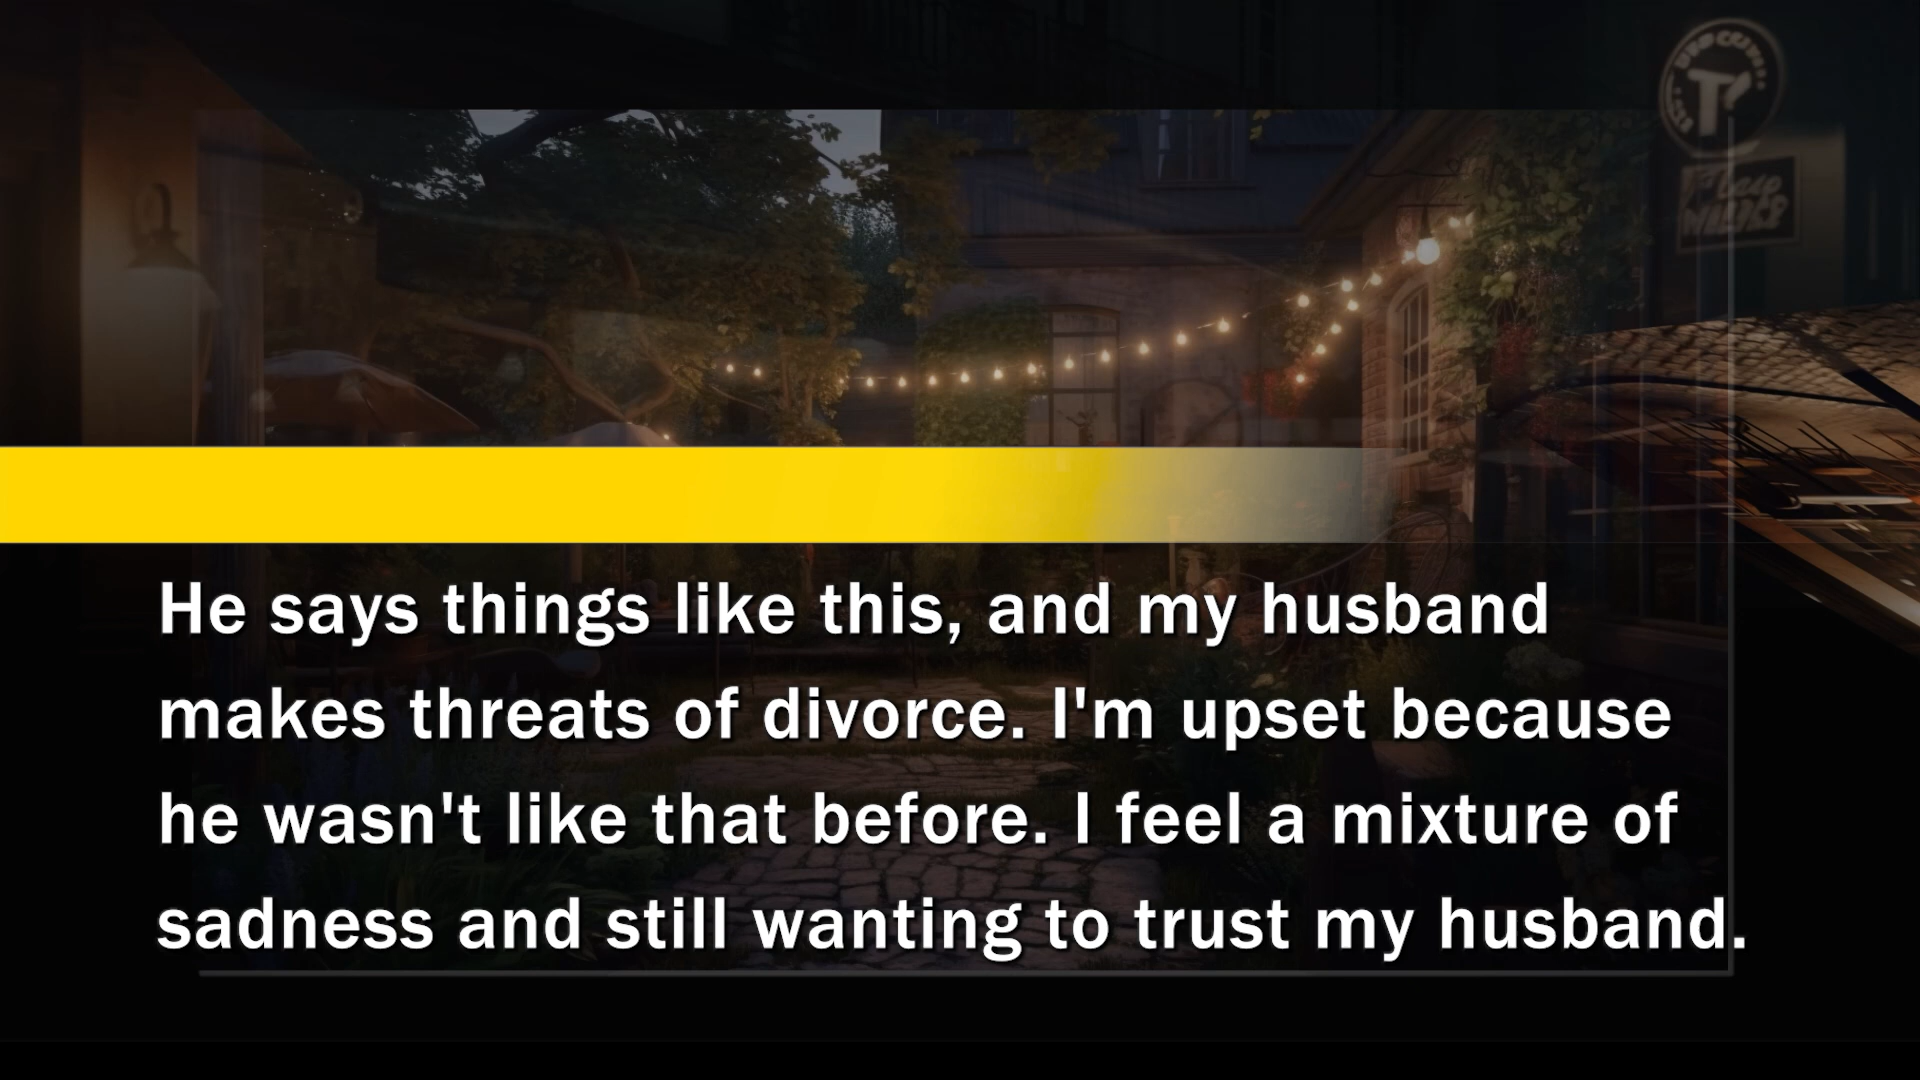 He says things like this, and my husband
makes threats of divorce. I'm upset because
he wasn't like that before. I feel a mixture of
sadness and still wanting to trust my husband.